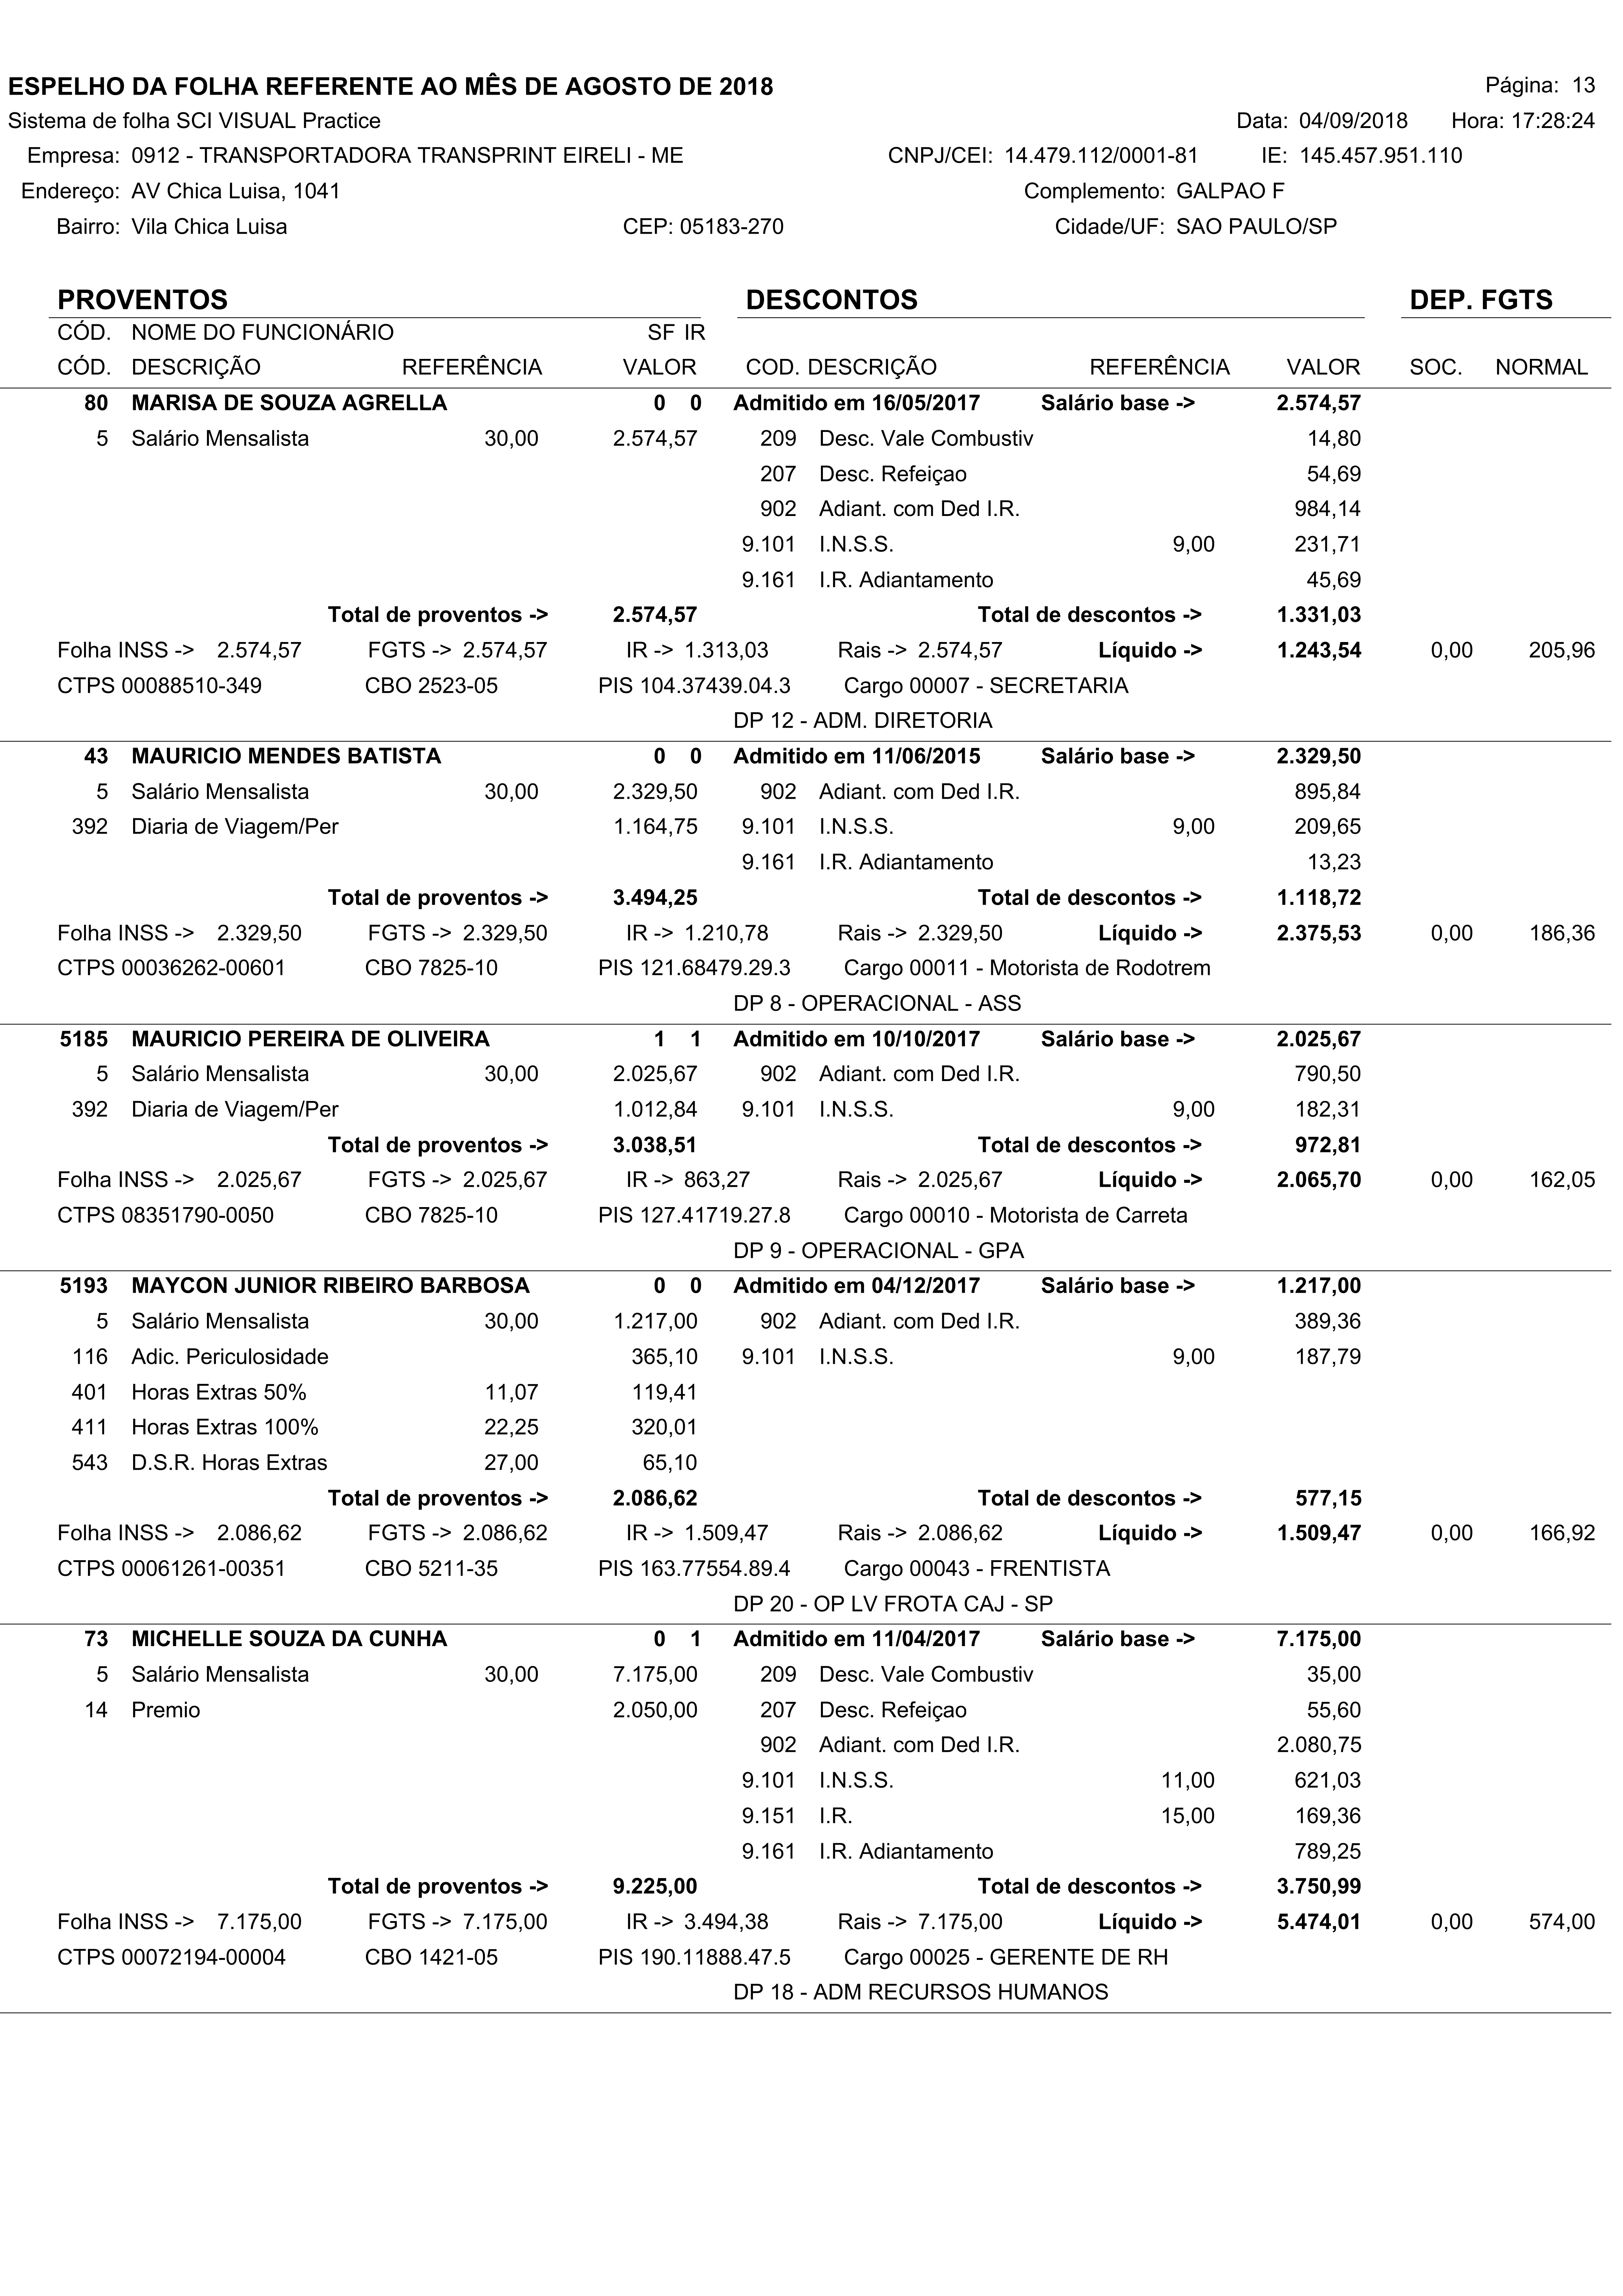 ESPELHO DA FOLHA REFERENTE AO MÊS DE AGOSTO DE 2018 Página: 13
Sistema de folha SCI VISUAL Practice Data: 04/09/2018 Hora: 17:28:24
Empresa: 0912 - TRANSPORTADORA TRANSPRINT EIRELI - ME CNPJ/CEI: 14.479.112/0001-81 IE: 145.457.951.110
Endereço: AV Chica Luisa, 1041 Complemento: GALPAO F
Bairro: Vila Chica Luisa CEP: 05183-270 Cidade/UF: SAO PAULO/SP
PROVENTOS DESCONTOS DEP. FGTS
CÓD. NOME DO FUNCIONÁRIO SF IR
CÓD. DESCRIÇÃO REFERÊNCIA VALOR COD. DESCRIÇÃO REFERÊNCIA VALOR SOC. NORMAL
80 MARISA DE SOUZA AGRELLA 0 0 Admitido em 16/05/2017 Salário base -> 2.574,57
5 Salário Mensalista 30,00 2.574,57 209 Desc. Vale Combustiv 14,80
207 Desc. Refeiçao 54,69
902 Adiant. com Ded I.R. 984,14
9.101 I.N.S.S. 9,00 231,71
9.161 I.R. Adiantamento 45,69
Total de proventos -> 2.574,57 Total de descontos -> 1.331,03
Folha INSS -> 2.574,57 FGTS -> 2.574,57 IR -> 1.313,03 Rais -> 2.574,57 Líquido -> 1.243,54 0,00 205,96
CTPS 00088510-349 CBO 2523-05 PIS 104.37439.04.3 Cargo 00007 - SECRETARIA
DP 12 - ADM. DIRETORIA
43 MAURICIO MENDES BATISTA 0 0 Admitido em 11/06/2015 Salário base -> 2.329,50
5 Salário Mensalista 30,00 2.329,50 902 Adiant. com Ded I.R. 895,84
392 Diaria de Viagem/Per 1.164,75 9.101 I.N.S.S. 9,00 209,65
9.161 I.R. Adiantamento 13,23
Total de proventos -> 3.494,25 Total de descontos -> 1.118,72
Folha INSS -> 2.329,50 FGTS -> 2.329,50 IR -> 1.210,78 Rais -> 2.329,50 Líquido -> 2.375,53 0,00 186,36
CTPS 00036262-00601 CBO 7825-10 PIS 121.68479.29.3 Cargo 00011 - Motorista de Rodotrem
DP 8 - OPERACIONAL - ASS
5185 MAURICIO PEREIRA DE OLIVEIRA 1 1 Admitido em 10/10/2017 Salário base -> 2.025,67
5 Salário Mensalista 30,00 2.025,67 902 Adiant. com Ded I.R. 790,50
392 Diaria de Viagem/Per 1.012,84 9.101 I.N.S.S. 9,00 182,31
Total de proventos -> 3.038,51 Total de descontos -> 972,81
Folha INSS -> 2.025,67 FGTS -> 2.025,67 IR -> 863,27 Rais -> 2.025,67 Líquido -> 2.065,70 0,00 162,05
CTPS 08351790-0050 CBO 7825-10 PIS 127.41719.27.8 Cargo 00010 - Motorista de Carreta
DP 9 - OPERACIONAL - GPA
5193 MAYCON JUNIOR RIBEIRO BARBOSA 0 0 Admitido em 04/12/2017 Salário base -> 1.217,00
5 Salário Mensalista 30,00 1.217,00 902 Adiant. com Ded I.R. 389,36
116 Adic. Periculosidade 365,10 9.101 I.N.S.S. 9,00 187,79
401 Horas Extras 50% 11,07 119,41
411 Horas Extras 100% 22,25 320,01
543 D.S.R. Horas Extras 27,00 65,10
Total de proventos -> 2.086,62 Total de descontos -> 577,15
Folha INSS -> 2.086,62 FGTS -> 2.086,62 IR -> 1.509,47 Rais -> 2.086,62 Líquido -> 1.509,47 0,00 166,92
CTPS 00061261-00351 CBO 5211-35 PIS 163.77554.89.4 Cargo 00043 - FRENTISTA
DP 20 - OP LV FROTA CAJ - SP
73 MICHELLE SOUZA DA CUNHA 0 1 Admitido em 11/04/2017 Salário base -> 7.175,00
5 Salário Mensalista 30,00 7.175,00 209 Desc. Vale Combustiv 35,00
14 Premio 2.050,00 207 Desc. Refeiçao 55,60
902 Adiant. com Ded I.R. 2.080,75
9.101 I.N.S.S. 11,00 621,03
9.151 I.R. 15,00 169,36
9.161 I.R. Adiantamento 789,25
Total de proventos -> 9.225,00 Total de descontos -> 3.750,99
Folha INSS -> 7.175,00 FGTS -> 7.175,00 IR -> 3.494,38 Rais -> 7.175,00 Líquido -> 5.474,01 0,00 574,00
CTPS 00072194-00004 CBO 1421-05 PIS 190.11888.47.5 Cargo 00025 - GERENTE DE RH
DP 18 - ADM RECURSOS HUMANOS